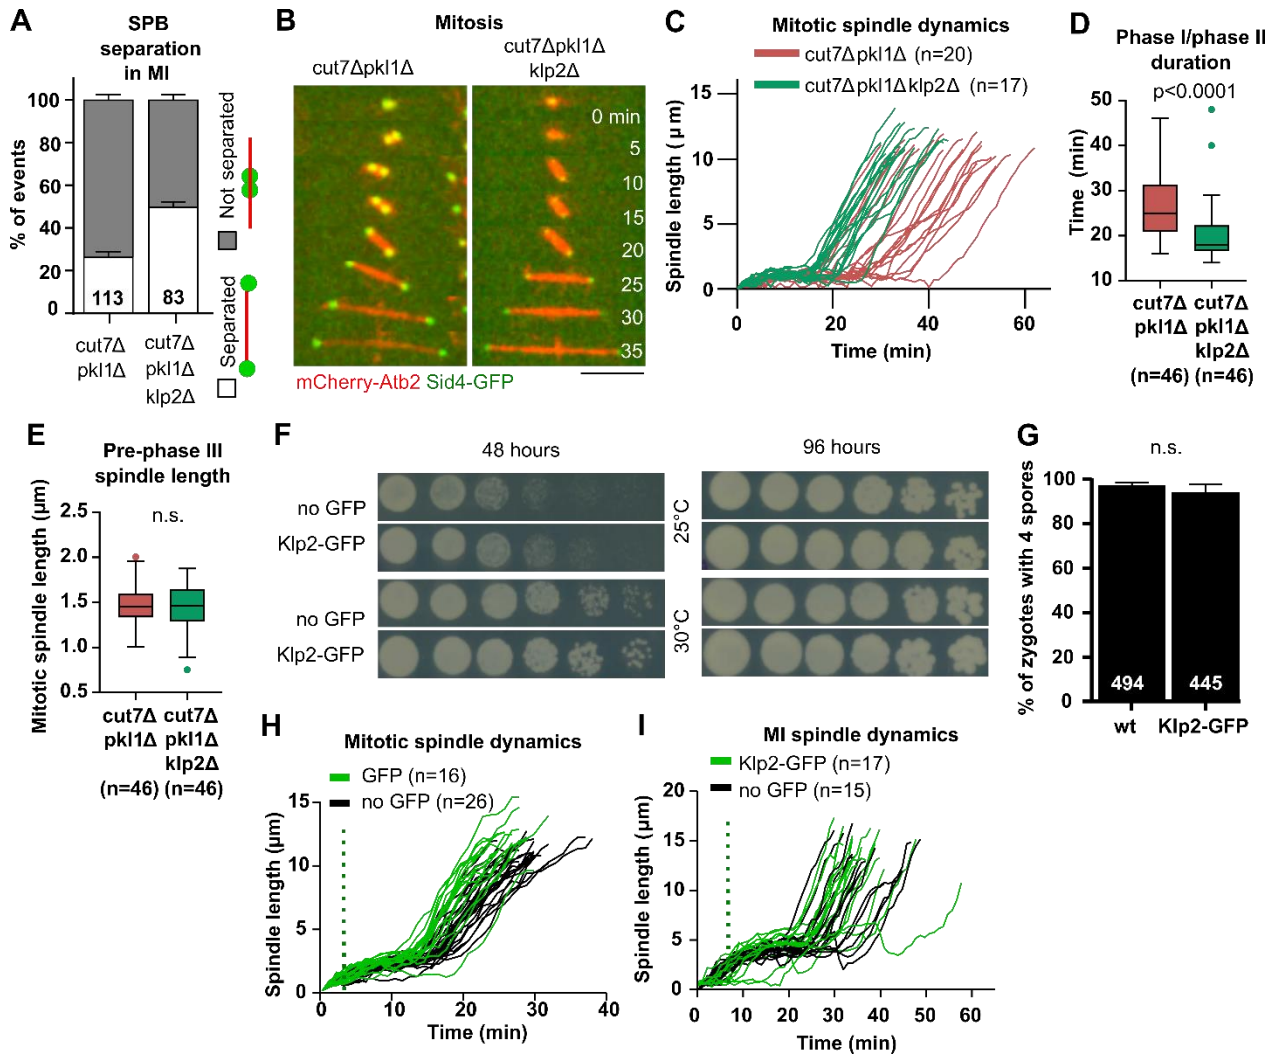 A
SPB
separation
in MI
% of events
100
80
60
40
20
0
113
83
cut7Δ
pkl1Δ
cut7Δ
pkl1Δ
klp2Δ
Not separated
Separated
B
Mitosis
cut7Δpkl1Δ
cut7Δpkl1Δ
klp2Δ
0 min
5
10
15
20
25
30
35
mCherry-Atb2 Sid4-GFP
C
Mitotic spindle dynamics
cut7Δpkl1Δ (n=20)
cut7Δpkl1Δklp2Δ (n=17)
Spindle length (µm)
15
10
5
0
0 20 40 60
Time (min)
D
Phase I/phase II
duration
p<0.0001
Time (min)
50
40
30
20
10
cut7Δ
pkl1Δ
(n=46)
cut7Δ
pkl1Δ
klp2Δ
(n=46)
E
Pre-phase III
spindle length
n.s.
Mitotic spindle length (µm)
2.5
2.0
1.5
1.0
0.5
cut7Δ
pkl1Δ
(n=46)
cut7Δ
pkl1Δ
klp2Δ
(n=46)
F
48 hours
96 hours
no GFP
Klp2-GFP
25°C
no GFP
Klp2-GFP
30°C
G
n.s.
% of zygotes with 4 spores
100
80
60
40
20
0
494
445
wt
Klp2-GFP
H
Mitotic spindle dynamics
GFP (n=16)
no GFP (n=26)
Spindle length (µm)
15
10
5
0
0 10 20 30 40
Time (min)
I
MI spindle dynamics
Klp2-GFP (n=17)
no GFP (n=15)
Spindle length (µm)
20
15
10
5
0
0 10 20 30 40 50 60
Time (min)